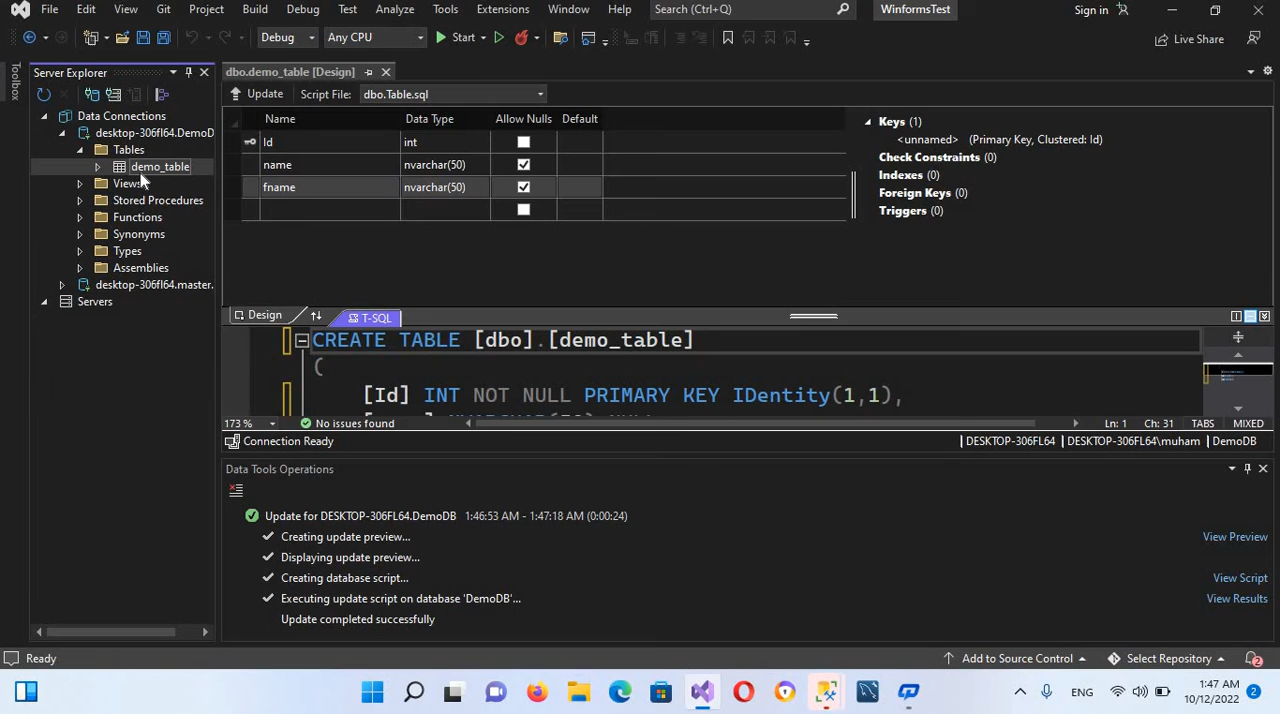 File Edit View Git Project Build Debug Test Analyze Tools Extensions Window Help Search (Ctrl+Q) WinformsTest Sign in
Debug Any CPU Start Live Share
Toolbox
Server Explorer
dbo.demo_table [Design]
Update Script File: dbo.Table.sql
Data Connections
desktop-306fl64.DemoD
Tables
demo_table
Views
Stored Procedures
Functions
Synonyms
Types
Assemblies
desktop-306fl64.master.
Servers
Name Data Type Allow Nulls Default
Id int
name nvarchar(50)
fname nvarchar(50)
Keys (1)
<unnamed> (Primary Key, Clustered: Id)
Check Constraints (0)
Indexes (0)
Foreign Keys (0)
Triggers (0)
Design T-SQL
CREATE TABLE [dbo].[demo_table]
(
[Id] INT NOT NULL PRIMARY KEY IDentity(1,1),
173 % No issues found Ln: 1 Ch: 31 TABS MIXED
Connection Ready DESKTOP-306FL64 DESKTOP-306FL64\muham DemoDB
Data Tools Operations
Update for DESKTOP-306FL64.DemoDB 1:46:53 AM - 1:47:18 AM (0:00:24)
Creating update preview... View Preview
Displaying update preview...
Creating database script... View Script
Executing update script on database 'DemoDB'... View Results
Update completed successfully
Ready Add to Source Control Select Repository 2
ENG 1:47 AM
10/12/2022 2